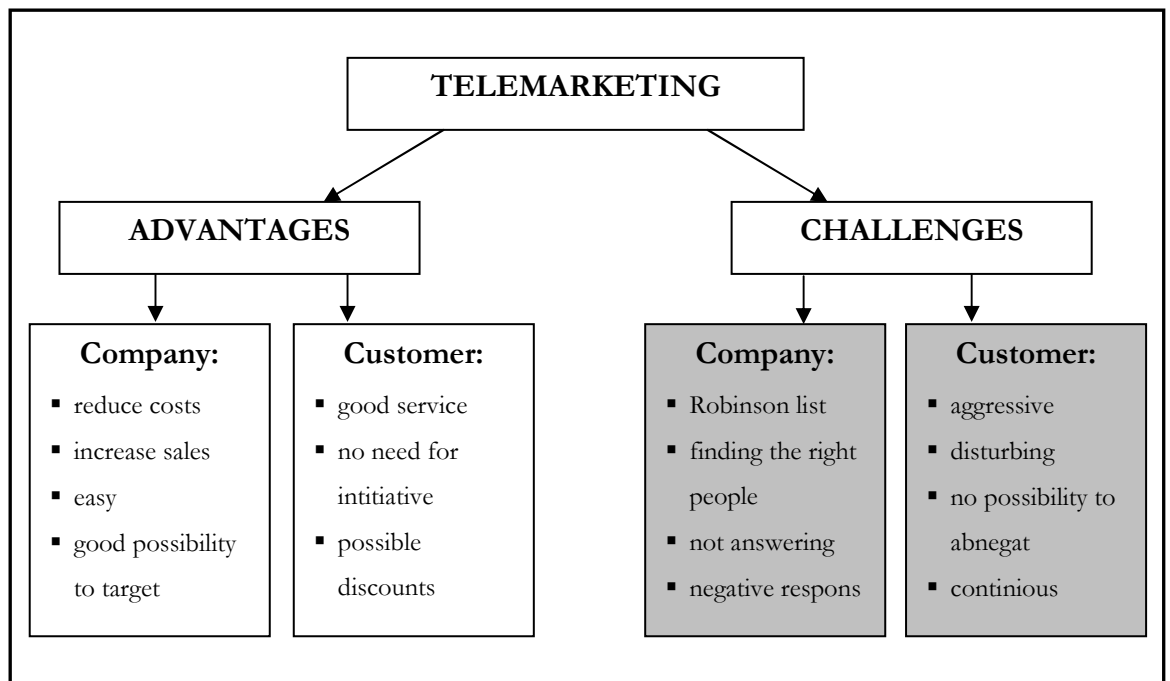 TELEMARKETING
ADVANTAGES
CHALLENGES
Company:
▪ reduce costs
▪ increase sales
▪ easy
▪ good possibility
to target
Customer:
▪ good service
▪ no need for
intitiative
▪ possible
discounts
Company:
▪ Robinson list
▪ finding the right
people
▪ not answering
▪ negative respons
Customer:
▪ aggressive
▪ disturbing
▪ no possibility to
abnegat
▪ continious